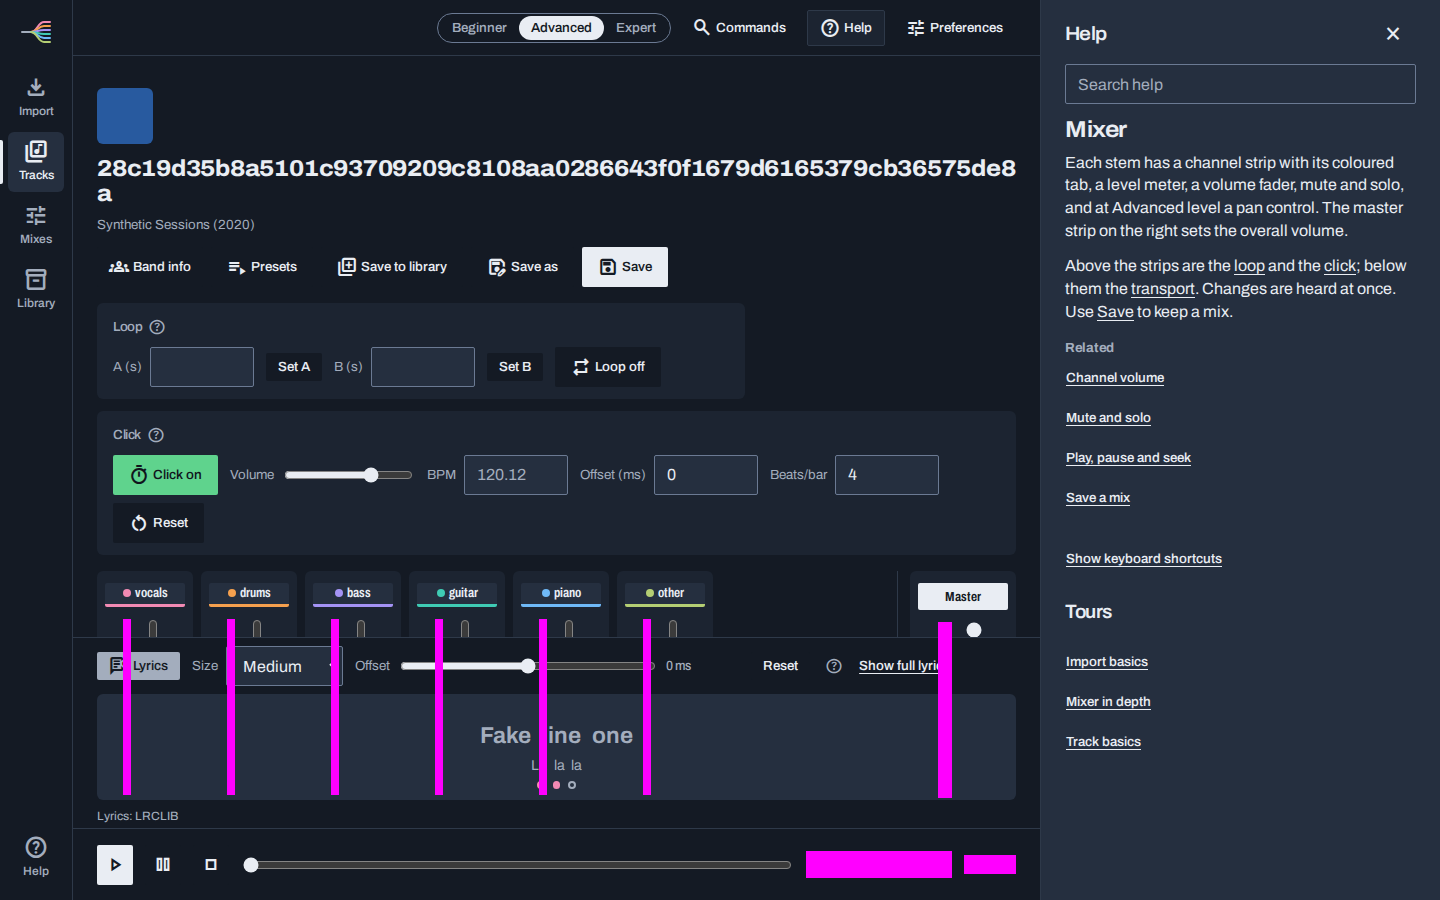 Beginner Advanced Expert Commands Help Preferences
Import
Tracks
Mixes
Library
Help
28c19d35b8a5101c93709209c8108aa0286643f0f1679d6165379cb36575de8
a
Synthetic Sessions (2020)
Band info Presets Save to library Save as Save
Loop ?
A (s) Set A B (s) Set B Loop off
Click ?
Click on Volume BPM 120.12 Offset (ms) 0 Beats/bar 4
Reset
vocals drums bass guitar piano other Master
Lyrics Size Medium Offset 0 ms Reset ? Show full
Fake one
la la
Lyrics: LRCLIB
Help
Search help
Mixer
Each stem has a channel strip with its coloured
tab, a level meter, a volume fader, mute and solo,
and at Advanced level a pan control. The master
strip on the right sets the overall volume.
Above the strips are the loop and the click; below
them the transport. Changes are heard at once.
Use Save to keep a mix.
Related
Channel volume
Mute and solo
Play, pause and seek
Save a mix
Show keyboard shortcuts
Tours
Import basics
Mixer in depth
Track basics